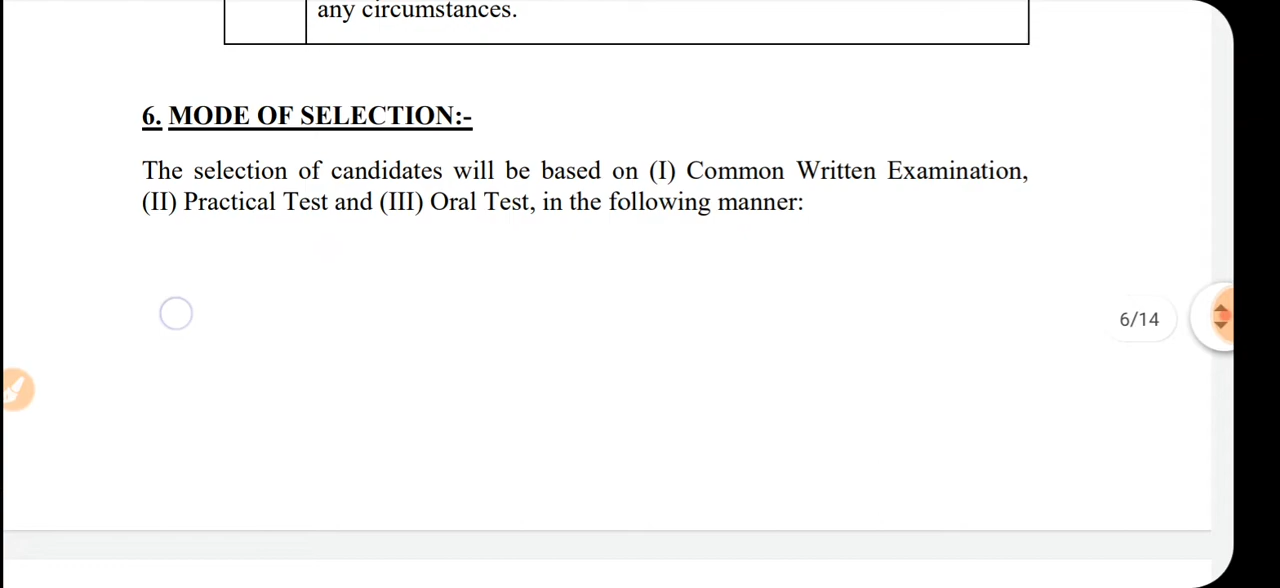 any circumstances.
6. MODE OF SELECTION:-
The selection of candidates will be based on (I) Common Written Examination,
(II) Practical Test and (III) Oral Test, in the following manner:
6/14